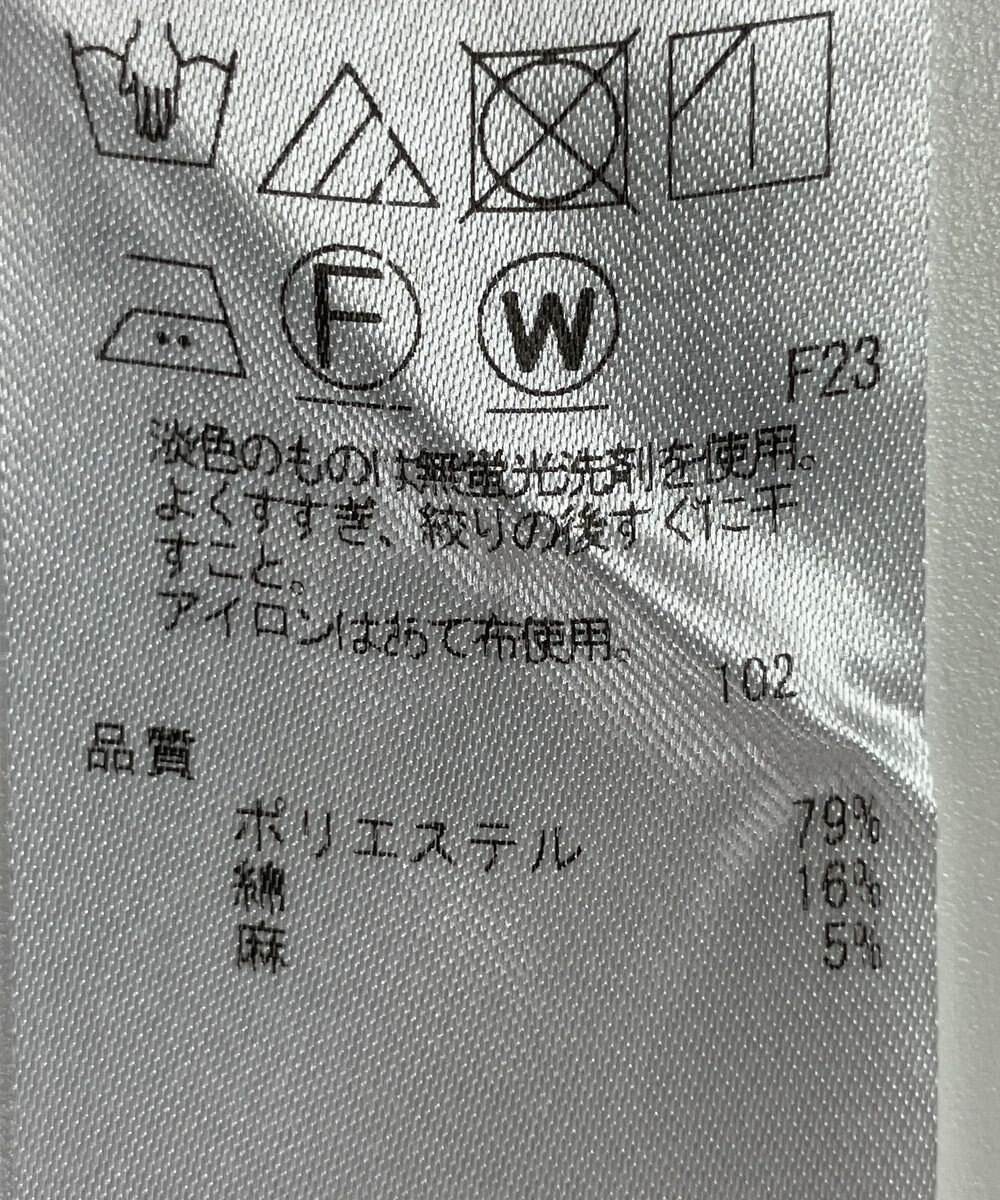 F W F23
淡色のものは無蛍光洗剤を使用。
よくすすぎ、絞りの後すぐに干
すこと。
アイロンはあて布使用。
102
品質
ポリエステル 79%
綿 16%
麻 5%